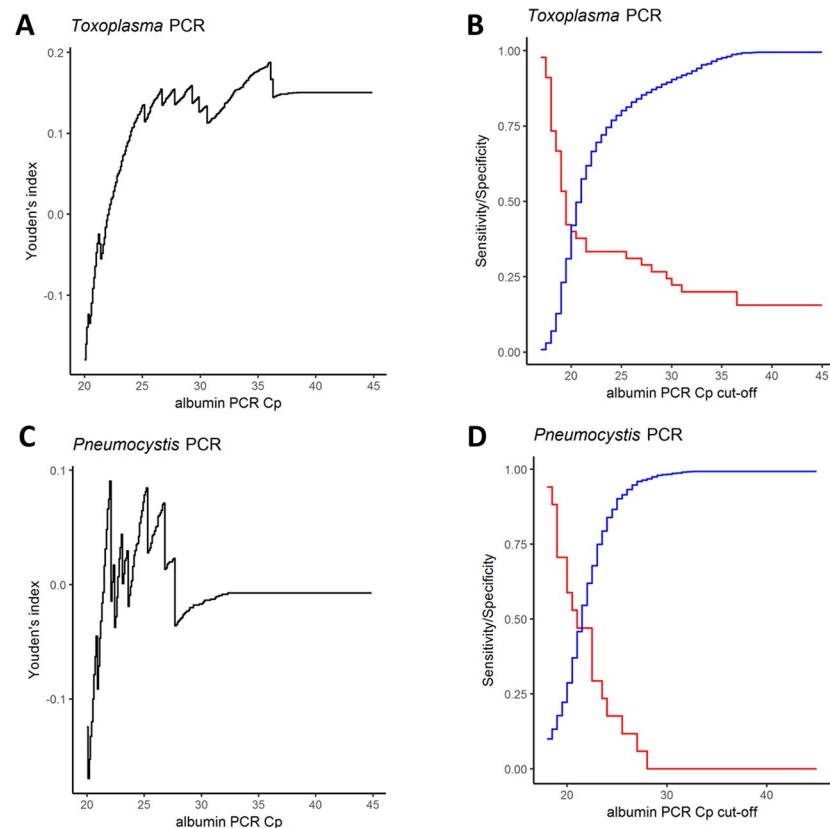 A
Toxoplasma PCR
0.2
0.1
0.0
-0.1
Youden's index
20 25 30 35 40 45
albumin PCR Cp
B
Toxoplasma PCR
1.00
0.75
0.50
0.25
0.00
Sensitivity/Specificity
20 25 30 35 40 45
albumin PCR Cp cut-off
C
Pneumocystis PCR
0.1
0.0
-0.1
Youden's index
20 25 30 35 40 45
albumin PCR Cp
D
Pneumocystis PCR
1.00
0.75
0.50
0.25
0.00
Sensitivity/Specificity
20 30 40
albumin PCR Cp cut-off